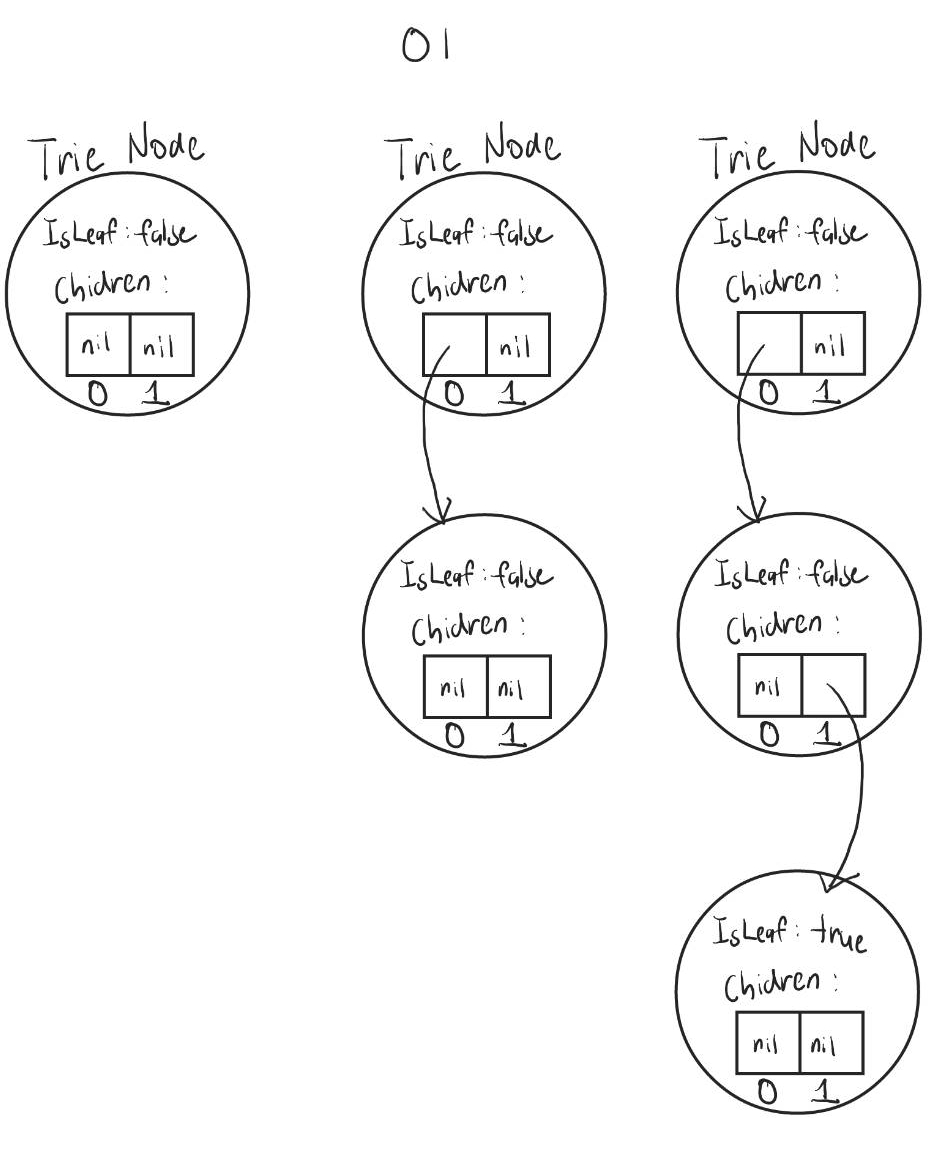 01
Trie Node
IsLeaf: false
Chidren:
nil nil
0 1
Trie Node
IsLeaf: false
Chidren:
nil
0 1
IsLeaf: false
Chidren:
nil nil
0 1
Trie Node
IsLeaf: false
Chidren:
nil
0 1
IsLeaf: false
Chidren:
nil
0 1
IsLeaf: true
Chidren:
nil nil
0 1